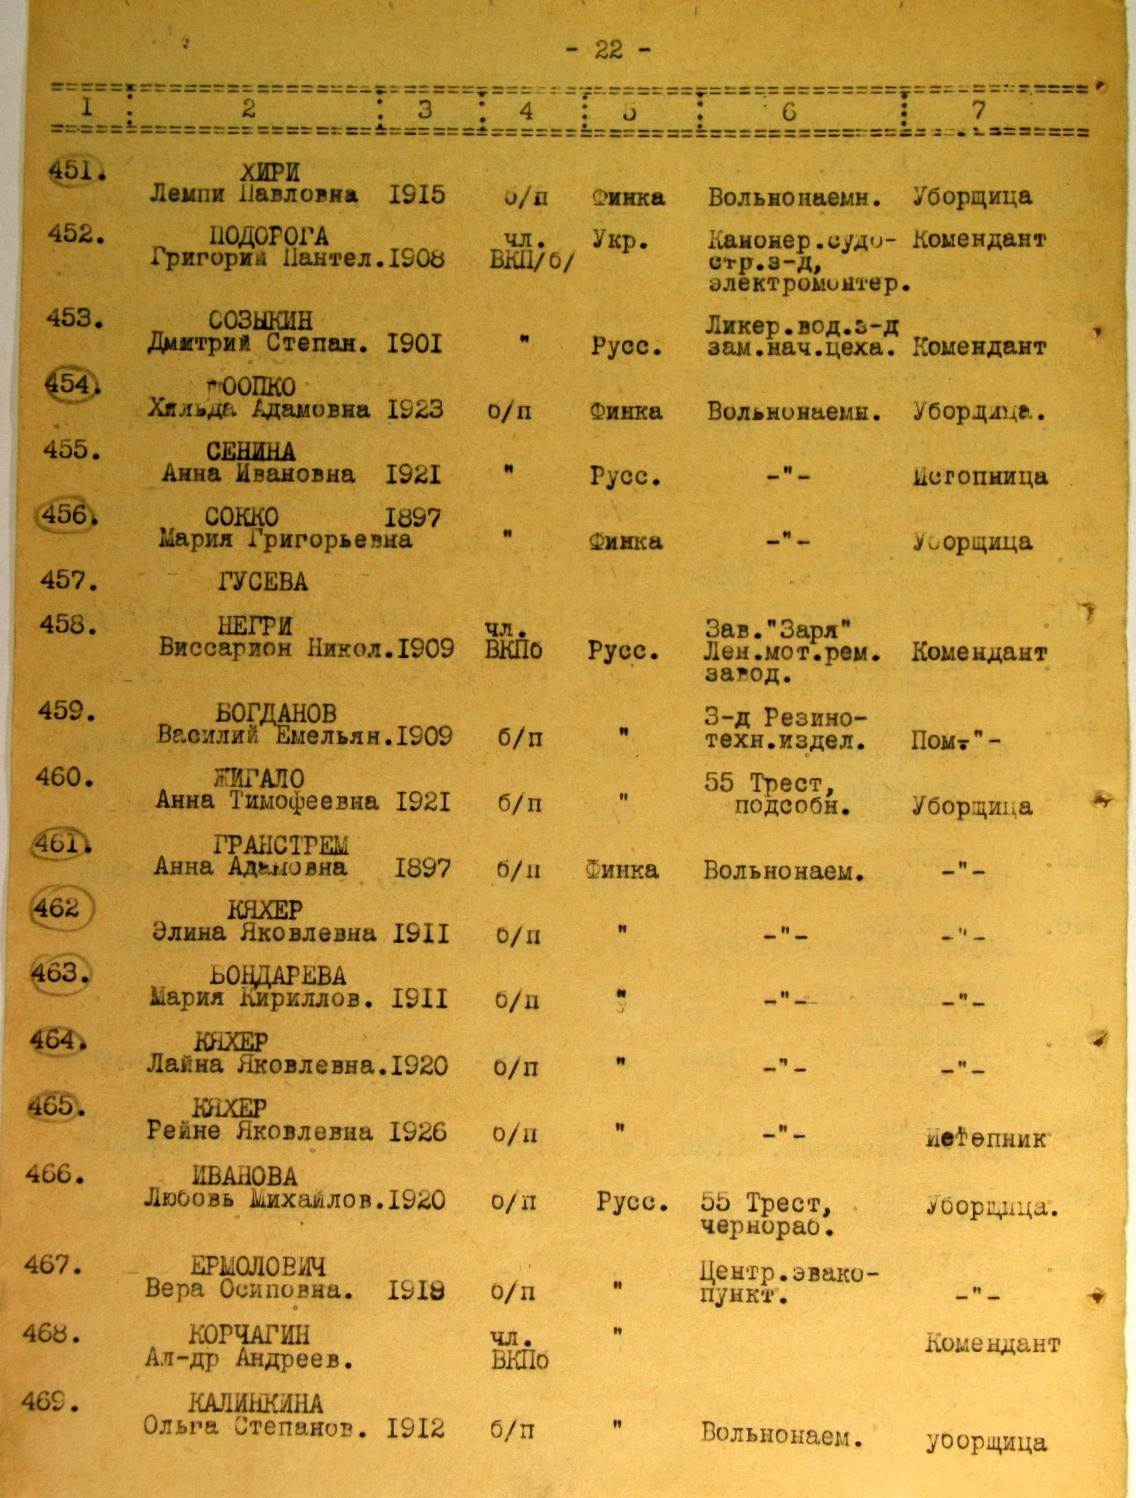 - 22 -
1 : 2 : 3 : 4 : 5 : 6 : 7
451. ХИРИ
Лемпи Павловна 1915 б/п Финка Вольнонаемн. Уборщица
452. ПОДОРОГА чл. Укр. Канонер.судо- Комендант
Григорий Пантел.1908 ВКП/б/ стр.з-д,
электромонтер.
453. СОЗЫКИН Ликер.вод.з-д
Дмитрий Степан. 1901 " Русс. зам.нач.цеха. Комендант
454. РООПКО
Хильда Адамовна 1923 б/п Финка Вольнонаемн. Уборщица.
455. СЕНИНА
Анна Ивановна 1921 " Русс. -"- Истопница
456. СОККО 1897
Мария Григорьевна " Финка -"- Уборщица
457. ГУСЕВА
458. НЕГРИ чл. Зав."Заря"
Виссарион Никол.1909 ВКПб Русс. Лен.мот.рем. Комендант
завод.
459. БОГДАНОВ З-д Резино-
Василий Емельян.1909 б/п " техн.издел. Пом-"-
460. ЖИГАЛО 55 Трест,
Анна Тимофеевна 1921 б/п " подсобн. Уборщица
461. ГРАНСТРЕМ
Анна Адамовна 1897 б/п Финка Вольнонаем. -"-
462 КЯХЕР
Элина Яковлевна 1911 б/п " -"- -"-
463. БОНДАРЕВА
Мария Кириллов. 1911 б/п " -"- -"-
464. КЯХЕР
Лайна Яковлевна.1920 б/п " -"- -"-
465. КЯХЕР
Рейне Яковлевна 1926 б/п " -"- Истопник
466. ИВАНОВА
Любовь Михайлов.1920 б/п Русс. 55 Трест, Уборщица.
чернораб.
467. ЕРМОЛОВИЧ Центр.эвако-
Вера Осиповна. 1918 б/п " пункт. -"-
468. КОРЧАГИН чл. " Комендант
Ал-др Андреев. ВКПб
469. КАЛИНКИНА
Ольга Степанов. 1912 б/п " Вольнонаем. уборщица